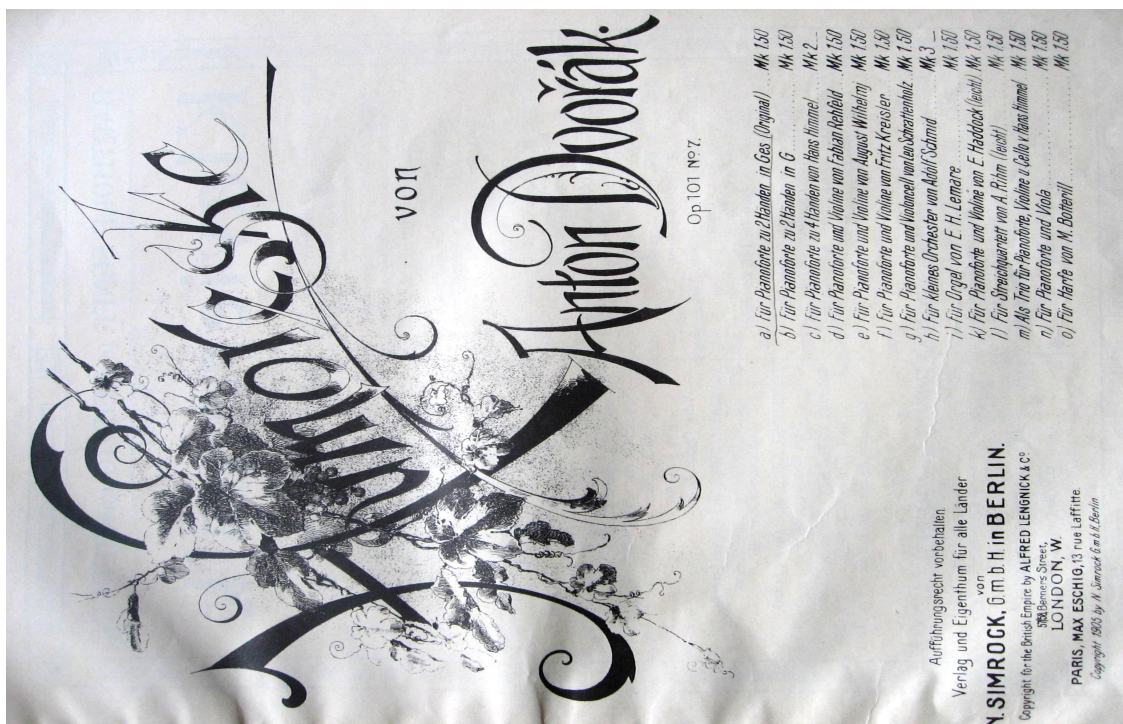 Humoreske
von
Anton Dvořák.
Op 101 Nº 7.
a) Für Pianoforte zu 2 Händen in Ges (Original) Mk 1.50
b) Für Pianoforte zu 2 Händen in G Mk 1.50
c) Für Pianoforte zu 4 Händen von Hans Himmel Mk 2._
d) Für Pianoforte und Violine von Fabian Rehfeld Mk 1.50
e) Für Pianoforte und Violine von August Wilhelmj Mk 1.50
f) Für Pianoforte und Violine von Fritz Kreisler Mk 1.50
g) Für Pianoforte und Violoncell von Leo Schrattenholz Mk 1.50
h) Für kleines Orchester von Adolf Schmid Mk 3 _
i) Für Orgel von E. H. Lemare Mk 1.50
k) Für Pianoforte und Violine von E. Haddock (leicht) Mk 1.50
l) Für Streichquartett von A. Rihm (leicht) Mk 1.50
m) Als Trio für Pianoforte, Violine u. Cello v. Hans Himmel Mk 1.50
n) Für Pianoforte und Viola Mk 1.50
o) Für Harfe von M. Botterill Mk 1.50
Aufführungsrecht vorbehalten
Verlag und Eigenthum für alle Länder
von
N. SIMROCK, G.m.b.H. in BERLIN.
Copyright for the British Empire by ALFRED LENGNICK & Cº
Berners Street,
LONDON, W.
PARIS, MAX ESCHIG, 13 rue Laffitte.
Copyright 1905 by N. Simrock G.m.b.H. Berlin